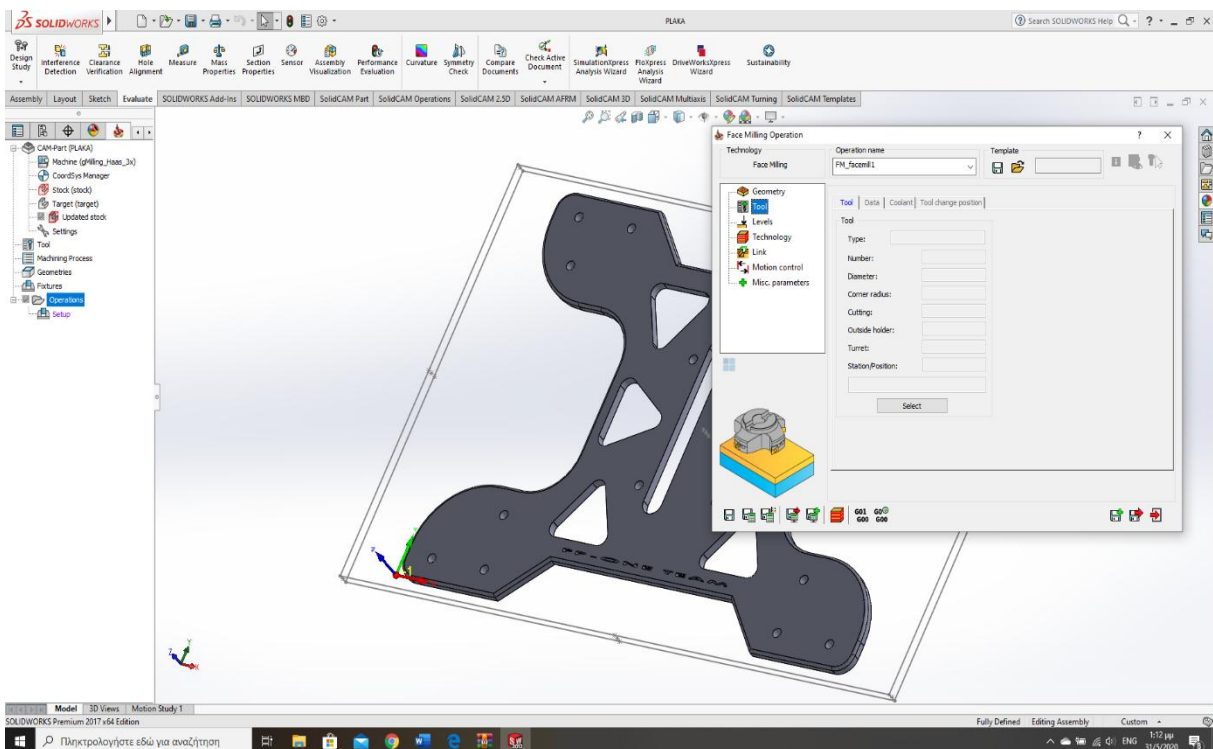 SOLIDWORKS
PLAKA
Search SOLIDWORKS Help
Design Study
Interference Detection
Clearance Verification
Hole Alignment
Measure
Mass Properties
Section Properties
Sensor
Assembly Visualization
Performance Evaluation
Curvature
Symmetry Check
Compare Documents
Check Active Document
SimulationXpress Analysis Wizard
FloXpress Analysis Wizard
DriveWorksXpress Wizard
Sustainability
Assembly Layout Sketch Evaluate SOLIDWORKS Add-Ins SOLIDWORKS MBD SolidCAM Part SolidCAM Operations SolidCAM 2.5D SolidCAM AFRM SolidCAM 3D SolidCAM Multiaxis SolidCAM Turning SolidCAM Templates
CAM-Part (PLAKA)
Machine (gMilling_Haas_3x)
CoordSys Manager
Stock (stock)
Target (target)
Updated stock
Settings
Tool
Machining Process
Geometries
Fixtures
Operations
Setup
Face Milling Operation
? X
Technology
Face Milling
Operation name
FM_facemill1
Template
Geometry
Tool
Levels
Technology
Link
Motion control
Misc. parameters
Tool Data Coolant Tool change position
Tool
Type:
Number:
Diameter:
Corner radius:
Cutting:
Outside holder:
Turret:
Station/Position:
Select
G01 G00
G00 G00
PP-ONE TEAM
1
Z Y X
Model 3D Views Motion Study 1
SOLIDWORKS Premium 2017 x64 Edition
Fully Defined Editing Assembly Custom
Πληκτρολογήστε εδώ για αναζήτηση
ENG
1:12 μμ
31/5/2020